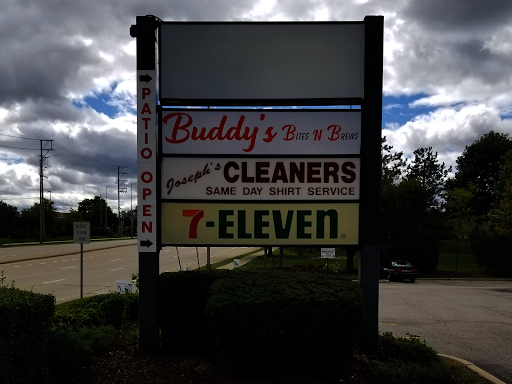 PATIO OPEN
Buddy's Bites N Brews
Joseph's CLEANERS
SAME DAY SHIRT SERVICE
7-ELEVEn